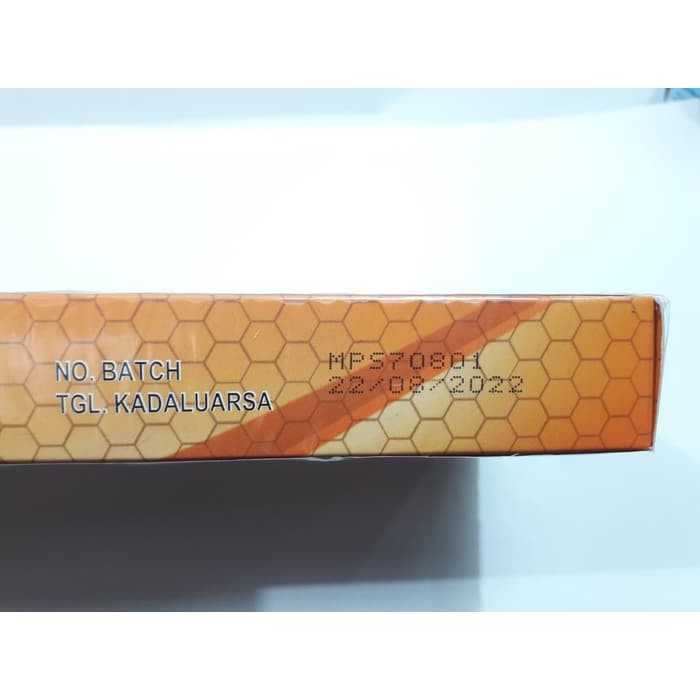 NO. BATCH MPS70801
TGL. KADALUARSA 22/08/2022